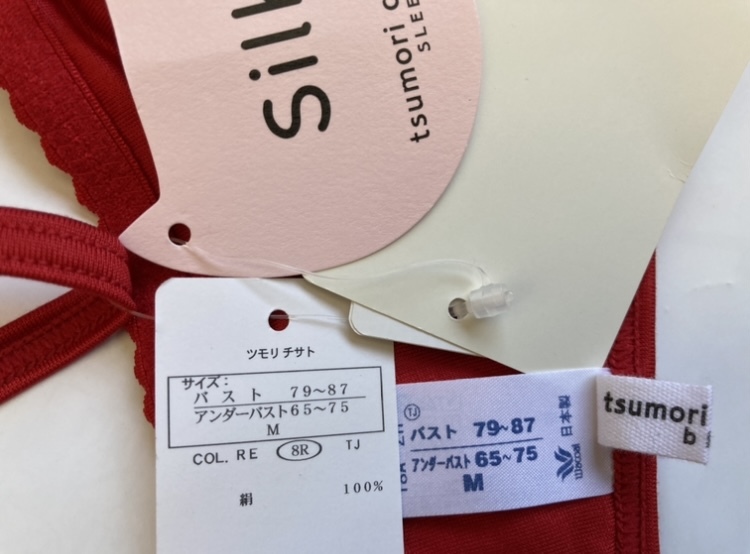 Silk
tsumori
SLEE
ツモリ チサト
サイズ:
バスト 79~87
アンダーバスト65~75
M
COL. RE 8R TJ
絹 100%
TJ
バスト 79~87
アンダーバスト 65~75
M
日本製
tsumori
b